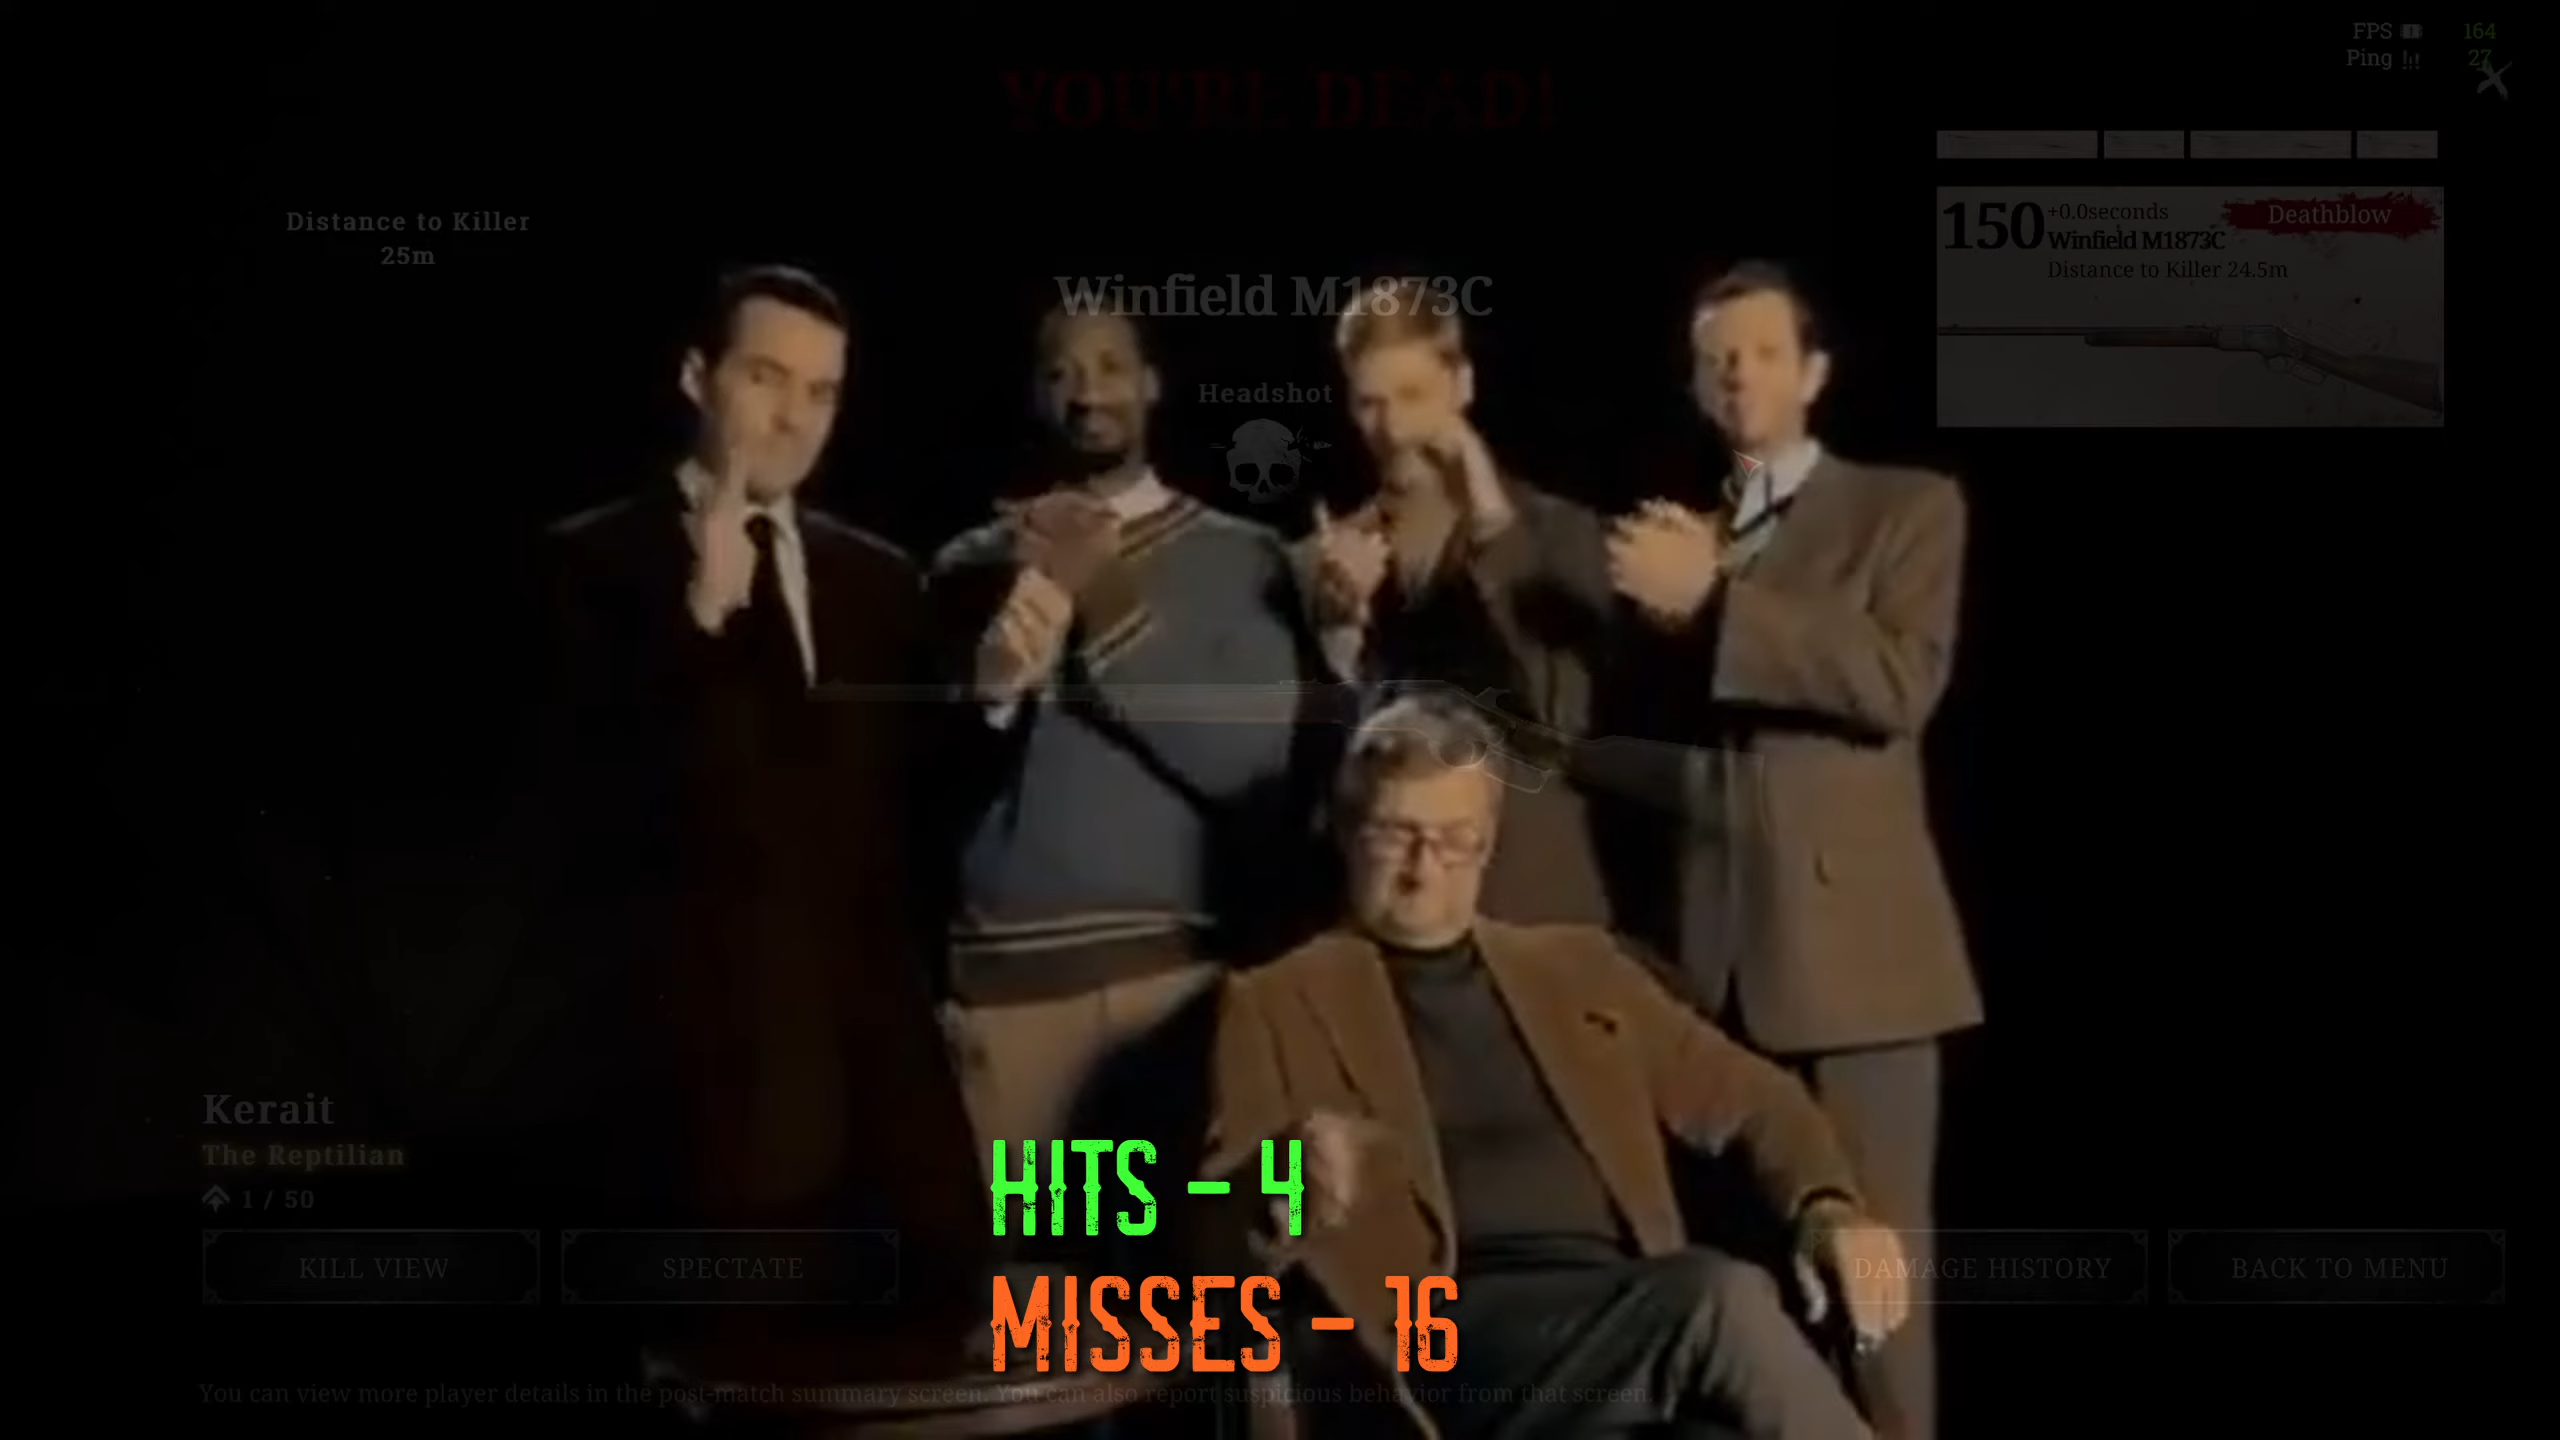 FPS 164
Ping 27
YOU'RE DEAD!
Distance to Killer
25m
150 +0.0seconds
Winfield M1873C
Distance to Killer 24.5m
Deathblow
Winfield M1873C
Headshot
Kerait
The Reptilian
1 / 50
KILL VIEW
SPECTATE
HITS - 4
MISSES - 16
DAMAGE HISTORY
BACK TO MENU
You can view more player details in the post-match summary screen. You can also report suspicious behavior from that screen.